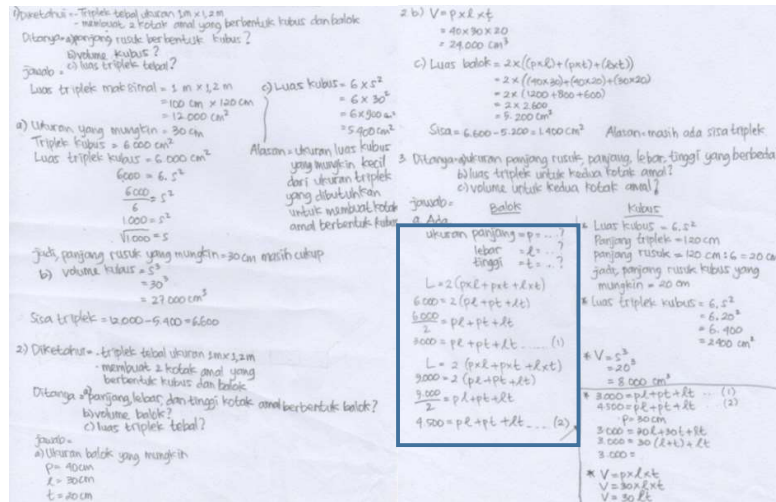 1) Diketahui = - Triplek tebal ukuran 1m x 1,2m
- membuat 2 kotak amal yang berbentuk kubus dan balok
Ditanya = a) panjang rusuk berbentuk kubus?
b) volume kubus?
c) luas triplek tebal?
jawab =
Luas triplek maksimal = 1 m x 1,2 m
= 100 cm x 120 cm
= 12.000 cm²
a) Ukuran yang mungkin = 30 cm
Triplek kubus = 6.000 cm²
Luas triplek kubus = 6.000 cm²
6.000 = 6.s²
6.000/6 = s²
1.000 = s²
√1.000 = s
jadi, panjang rusuk yang mungkin = 30 cm masih cukup
b) volume kubus = s³
= 30³
= 27.000 cm³
Sisa triplek = 12.000 - 5.400 = 6.600
c) Luas kubus = 6 x s²
= 6 x 30²
= 6 x 900 cm²
= 5.400 cm²
Alasan = ukuran luas kubus
yang mungkin kecil
dari ukuran triplek
yang dibutuhkan
untuk membuat kotak
amal berbentuk kubus
2) Diketahui = - triplek tebal ukuran 1m x 1,2m
- membuat 2 kotak amal yang
berbentuk kubus dan balok
Ditanya = a) panjang, lebar, dan tinggi kotak amal berbentuk balok?
b) volume balok?
c) luas triplek tebal?
jawab =
a) Ukuran balok yang mungkin
p = 40 cm
l = 30 cm
t = 20 cm
2 b) V = p x l x t
= 40 x 30 x 20
= 24.000 cm³
c) Luas balok = 2 x ((p x l) + (p x t) + (l x t))
= 2 x ((40 x 30) + (40 x 20) + (30 x 20)
= 2 x (1200 + 800 + 600)
= 2 x 2.600
= 5.200 cm²
Sisa = 6.600 - 5.200 = 1.400 cm² Alasan = masih ada sisa triplek
3. Ditanya = a) ukuran panjang rusuk, panjang, lebar, tinggi yang berbeda
b) luas triplek untuk kedua kotak amal?
c) volume untuk kedua kotak amal?
jawab =
a. Ada
Balok
ukuran panjang = p = ...?
lebar = l = ...?
tinggi = t = ...?
L = 2 (p x l + p x t + l x t)
6.000 = 2 (pl + pt + lt)
6.000/2 = pl + pt + lt
3.000 = pl + pt + lt ..... (1)
L = 2 (p x l + p x t + l x t)
9.000 = 2 (pl + pt + lt)
9.000/2 = pl + pt + lt
4.500 = pl + pt + lt .... (2)
Kubus
* Luas kubus = 6.s²
Panjang triplek = 120 cm
panjang rusuk = 120 cm : 6 = 20 cm
jadi, panjang rusuk kubus yang
mungkin = 20 cm
* luas triplek kubus = 6.s²
= 6.20²
= 6.400
= 2400 cm²
* V = s³
= 20³
= 8.000 cm³
* 3.000 = pl + pt + lt ... (1)
4.500 = pl + pt + lt (2)
p = 30 cm
3.000 = 30l + 30t + lt
3.000 = 30 (l + t) + lt
3.000 =
* V = p x l x t
V = 30 x l x t
V = 30 lt